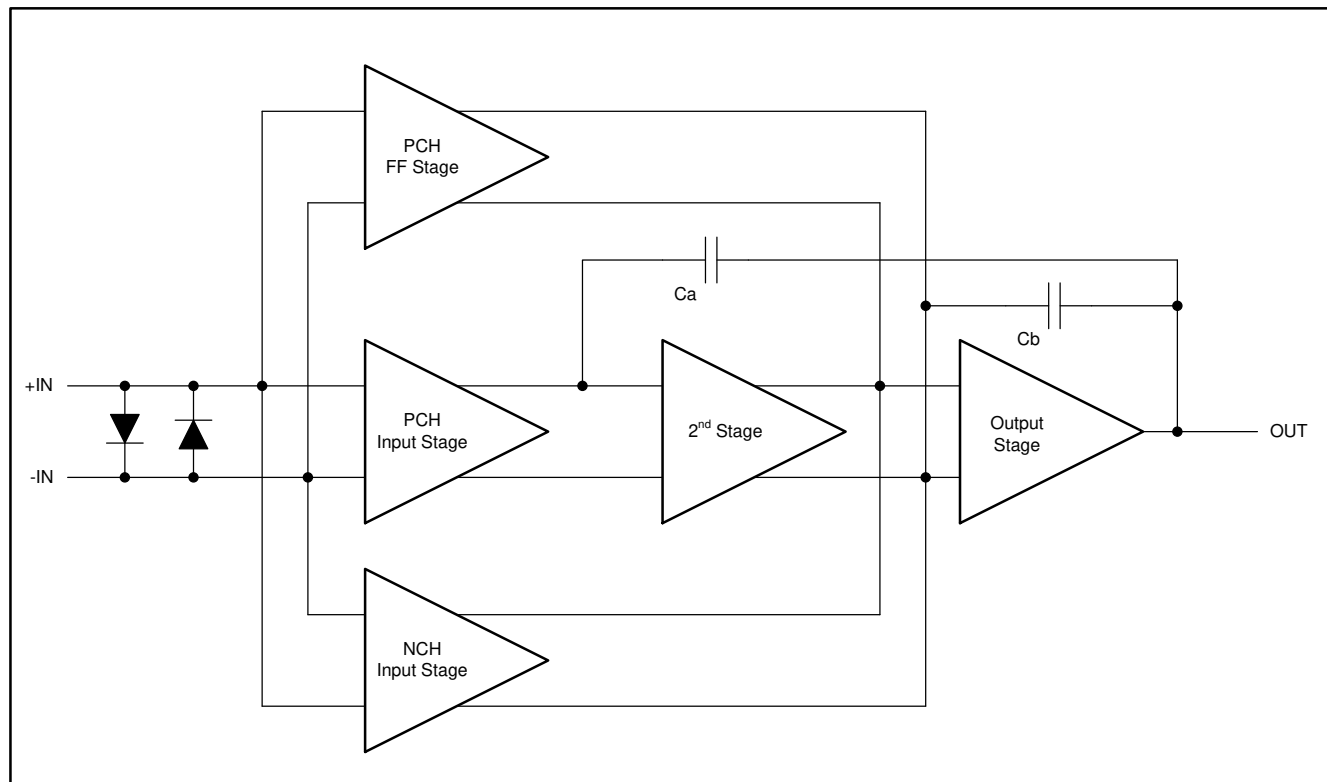 PCH
FF Stage
Ca
Cb
+IN
-IN
PCH
Input Stage
2nd Stage
Output
Stage
OUT
NCH
Input Stage